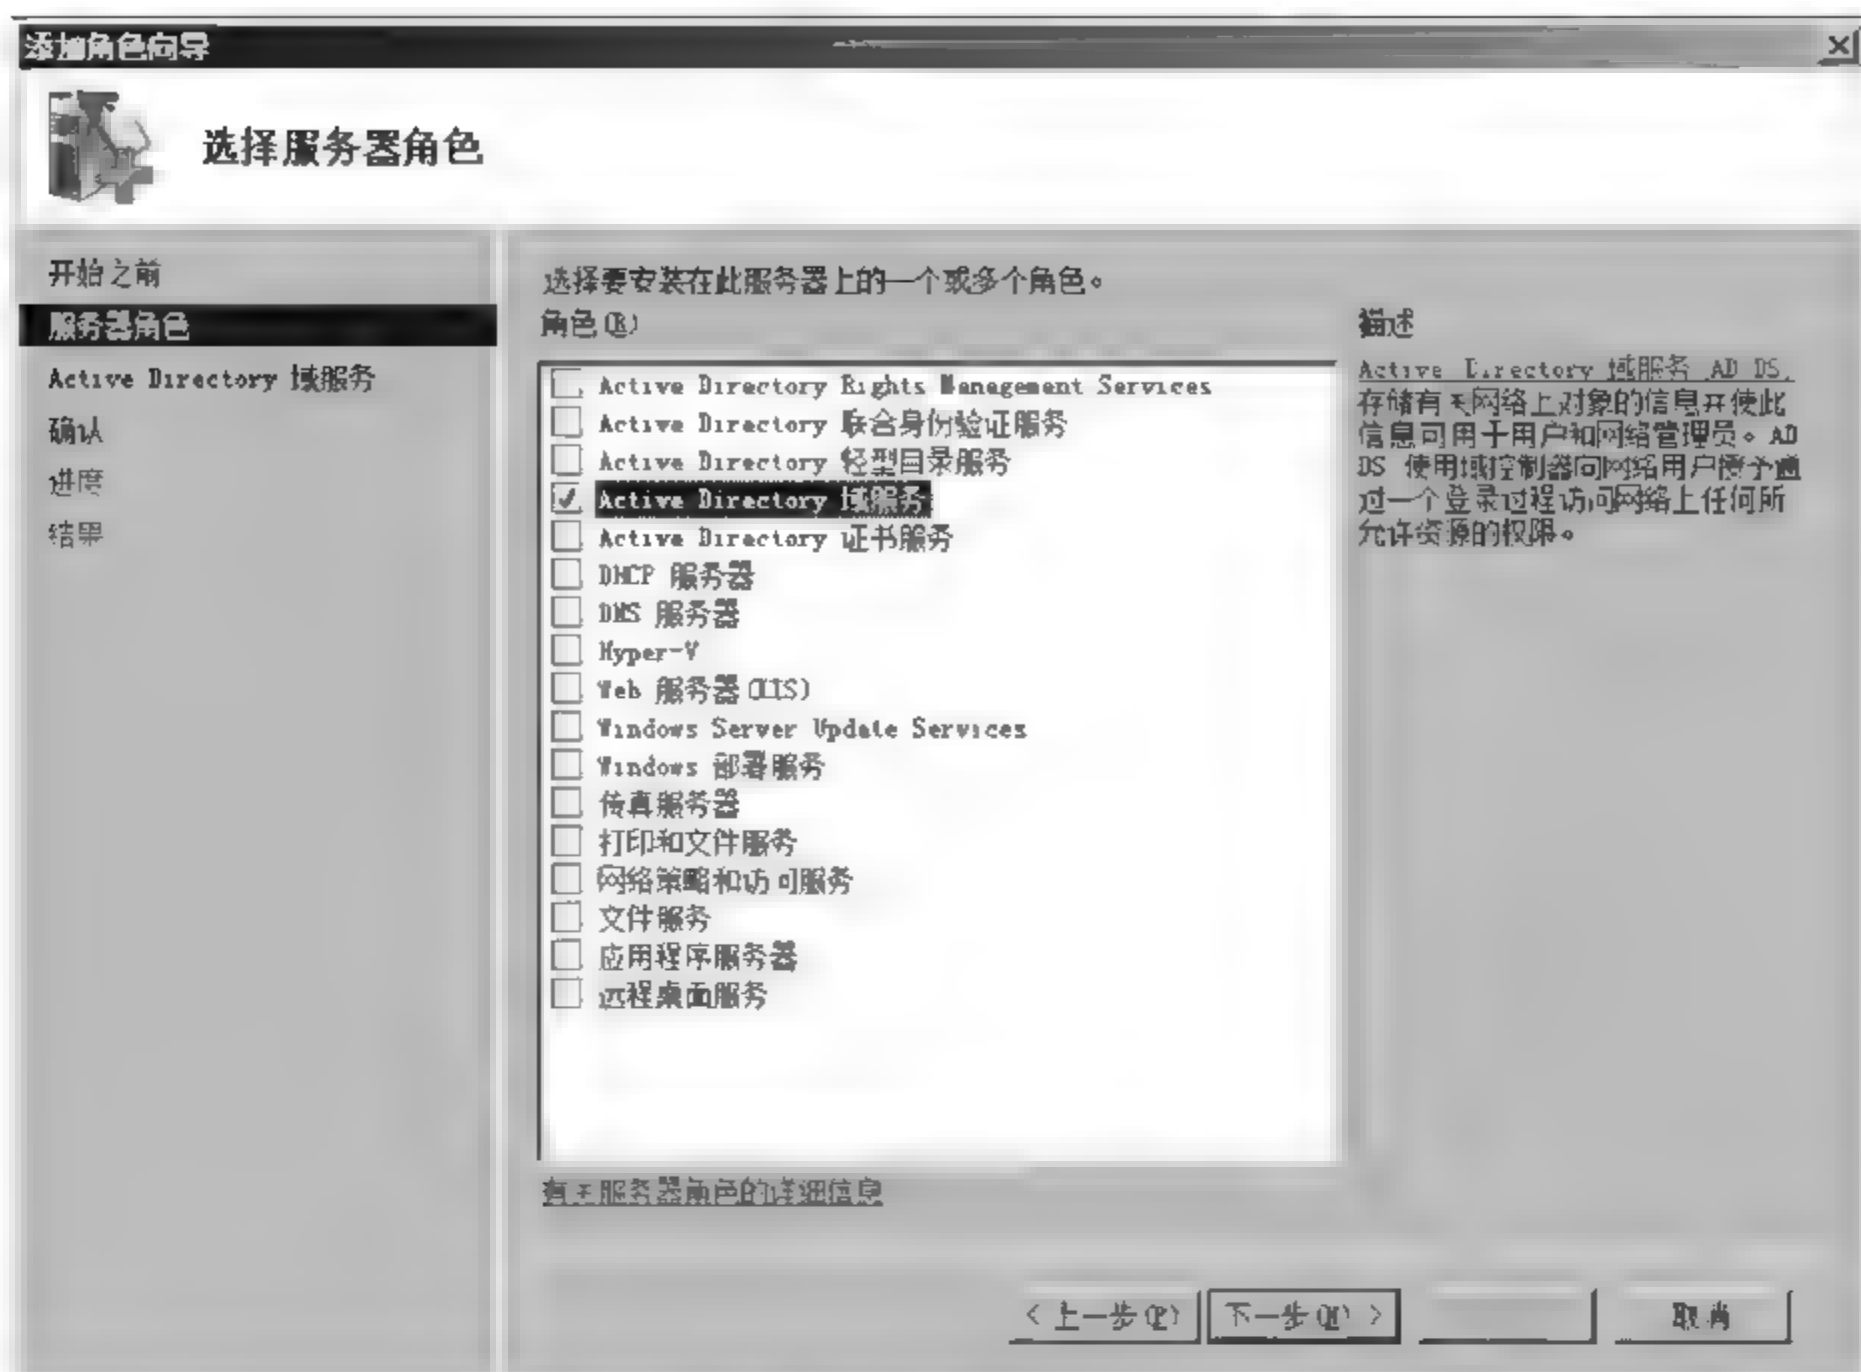 添加角色向导
选择服务器角色
开始之前
服务器角色
Active Directory 域服务
确认
进度
结果
选择要安装在此服务器上的一个或多个角色。
角色(R)
Active Directory Rights Management Services
Active Directory 联合身份验证服务
Active Directory 轻型目录服务
Active Directory 域服务
Active Directory 证书服务
DHCP 服务器
DNS 服务器
Hyper-V
Web 服务器(IIS)
Windows Server Update Services
Windows 部署服务
传真服务器
打印和文件服务
网络策略和访问服务
文件服务
应用程序服务器
远程桌面服务
有关服务器角色的详细信息
描述
Active Directory 域服务 AD DS,
存储有关网络上对象的信息并使此
信息可用于用户和网络管理员。AD
DS 使用域控制器向网络用户授予通
过一个登录过程访问网络上任何所
允许资源的权限。
< 上一步(P)
下一步(N) >
取消